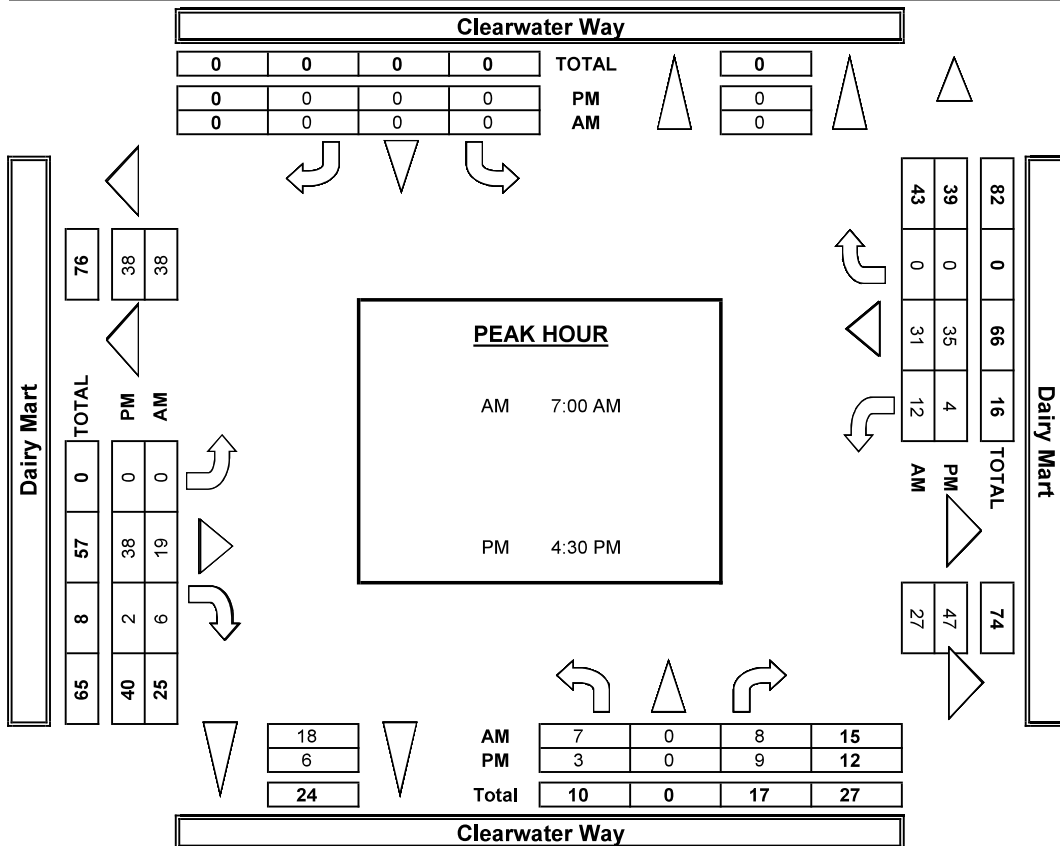 Clearwater Way
0 0 0 0 TOTAL 0
0 0 0 0 PM 0
0 0 0 0 AM 0
Dairy Mart
76 38 38
TOTAL PM AM
0 0 0
57 38 19
8 2 6
65 40 25
PEAK HOUR
AM 7:00 AM
PM 4:30 PM
43 39 82
0 0 0
31 35 66
12 4 16
AM PM TOTAL
27 47 74
Dairy Mart
18 AM 7 0 8 15
6 PM 3 0 9 12
24 Total 10 0 17 27
Clearwater Way